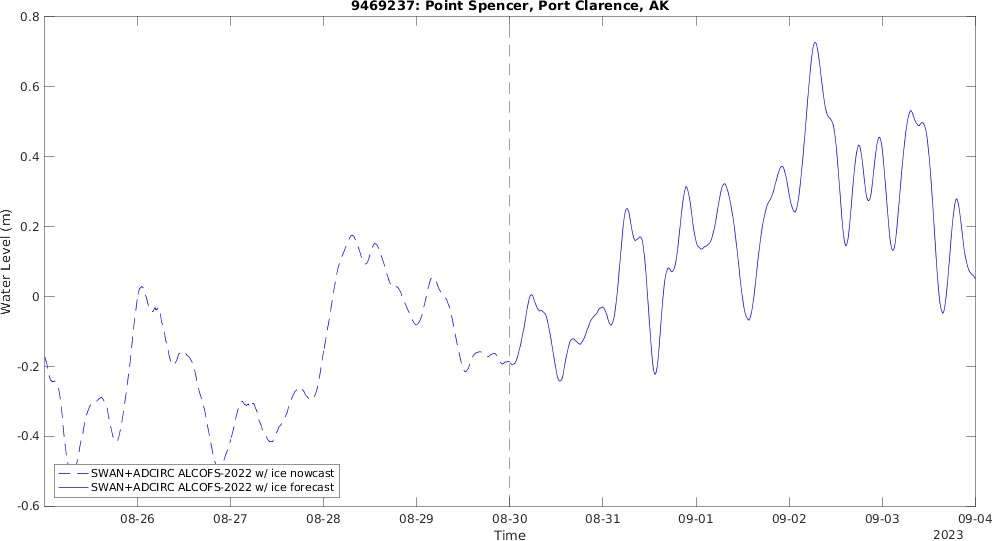 9469237: Point Spencer, Port Clarence, AK
0.8
0.6
0.4
0.2
0
-0.2
-0.4
-0.6
Water Level (m)
SWAN+ADCIRC ALCOFS-2022 w/ ice nowcast
SWAN+ADCIRC ALCOFS-2022 w/ ice forecast
08-26 08-27 08-28 08-29 08-30 08-31 09-01 09-02 09-03 09-04
Time
2023